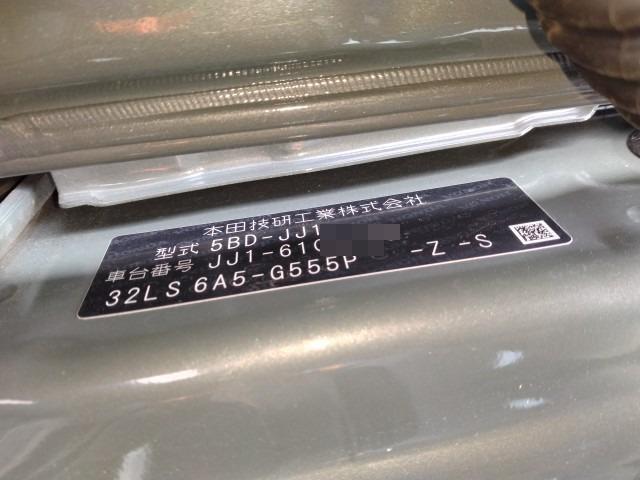 本田技研工業株式会社
型式 5BD-JJ1
車台番号 JJ1-610
32LS 6A5-G555P -Z -S